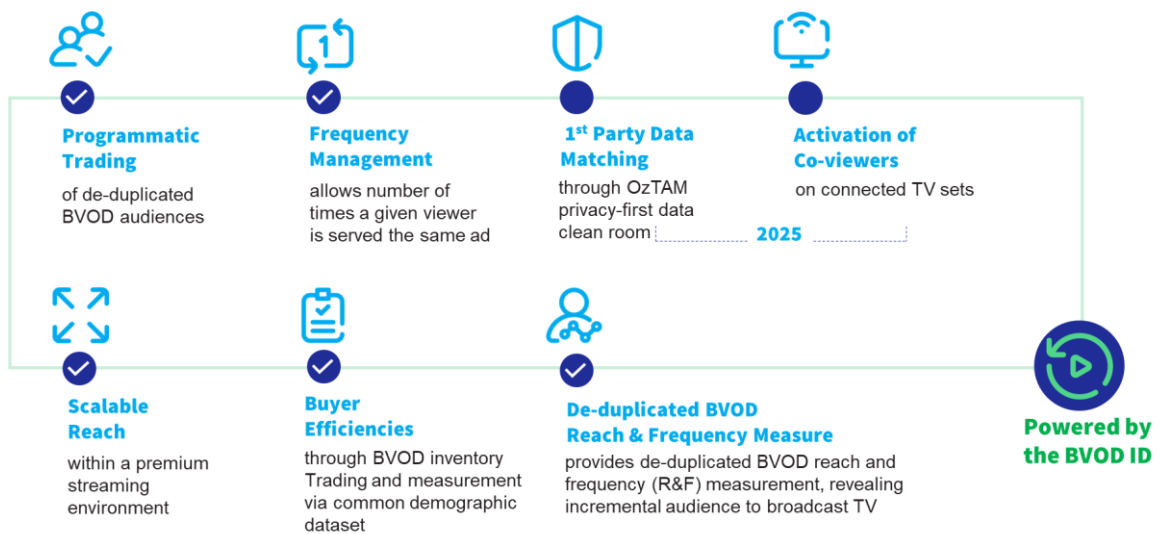 1
Programmatic
Trading
of de-duplicated
BVOD audiences
Frequency
Management
allows number of
times a given viewer
is served the same ad
1st Party Data
Matching
through OzTAM
privacy-first data
clean room
Activation of
Co-viewers
on connected TV sets
2025
Scalable
Reach
within a premium
streaming
environment
Buyer
Efficiencies
through BVOD inventory
Trading and measurement
via common demographic
dataset
De-duplicated BVOD
Reach & Frequency Measure
provides de-duplicated BVOD reach and
frequency (R&F) measurement, revealing
incremental audience to broadcast TV
Powered by
the BVOD ID